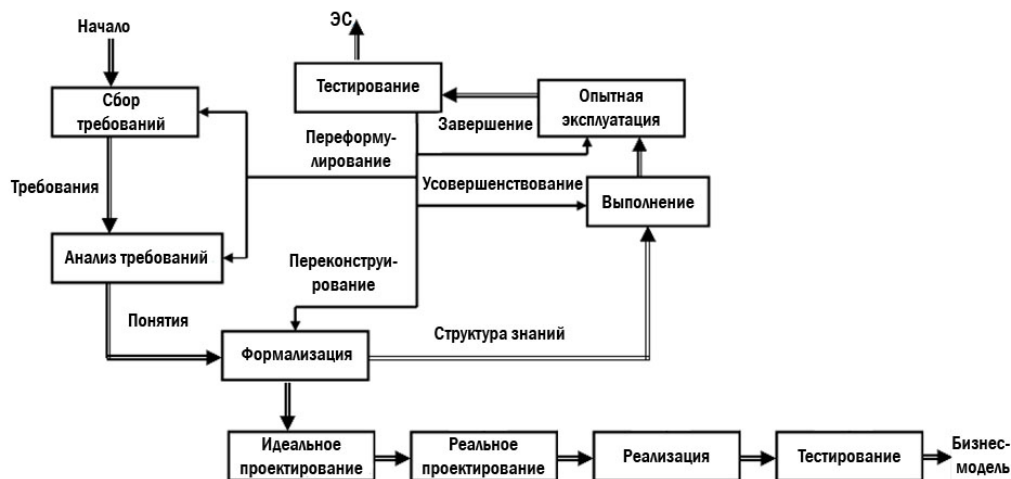 Начало
ЭС
Сбор
требований
Тестирование
Опытная
эксплуатация
Завершение
Переформу-
лирование
Требования
Усовершенствование
Выполнение
Анализ требований
Переконструи-
рование
Понятия
Структура знаний
Формализация
Идеальное
проектирование
Реальное
проектирование
Реализация
Тестирование
Бизнес-
модель